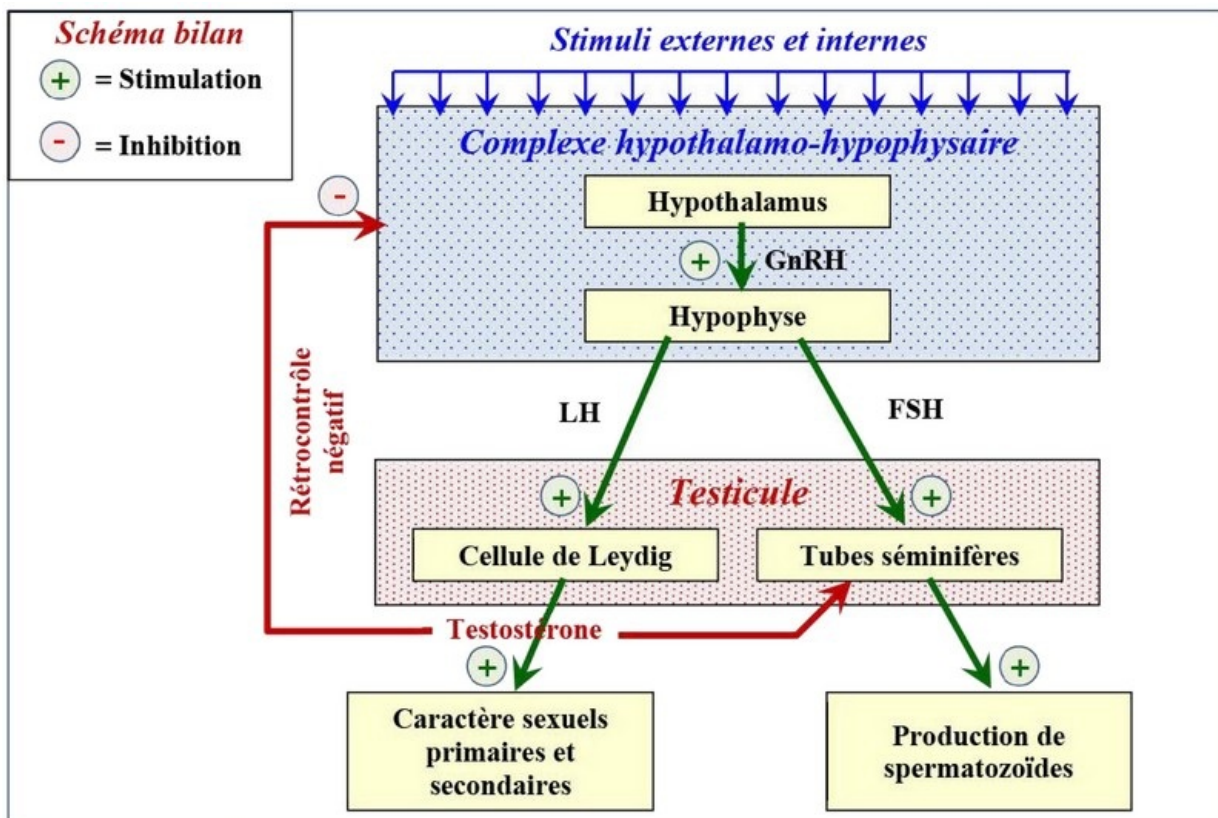 Schéma bilan
+ = Stimulation
- = Inhibition
Stimuli externes et internes
Complexe hypothalamo-hypophysaire
Hypothalamus
-
+ GnRH
Hypophyse
LH
FSH
Rétrocontrôle
négatif
Testicule
+
+
Cellule de Leydig
Tubes séminifères
Testostérone
+
+
Caractère sexuels
primaires et
secondaires
Production de
spermatozoïdes